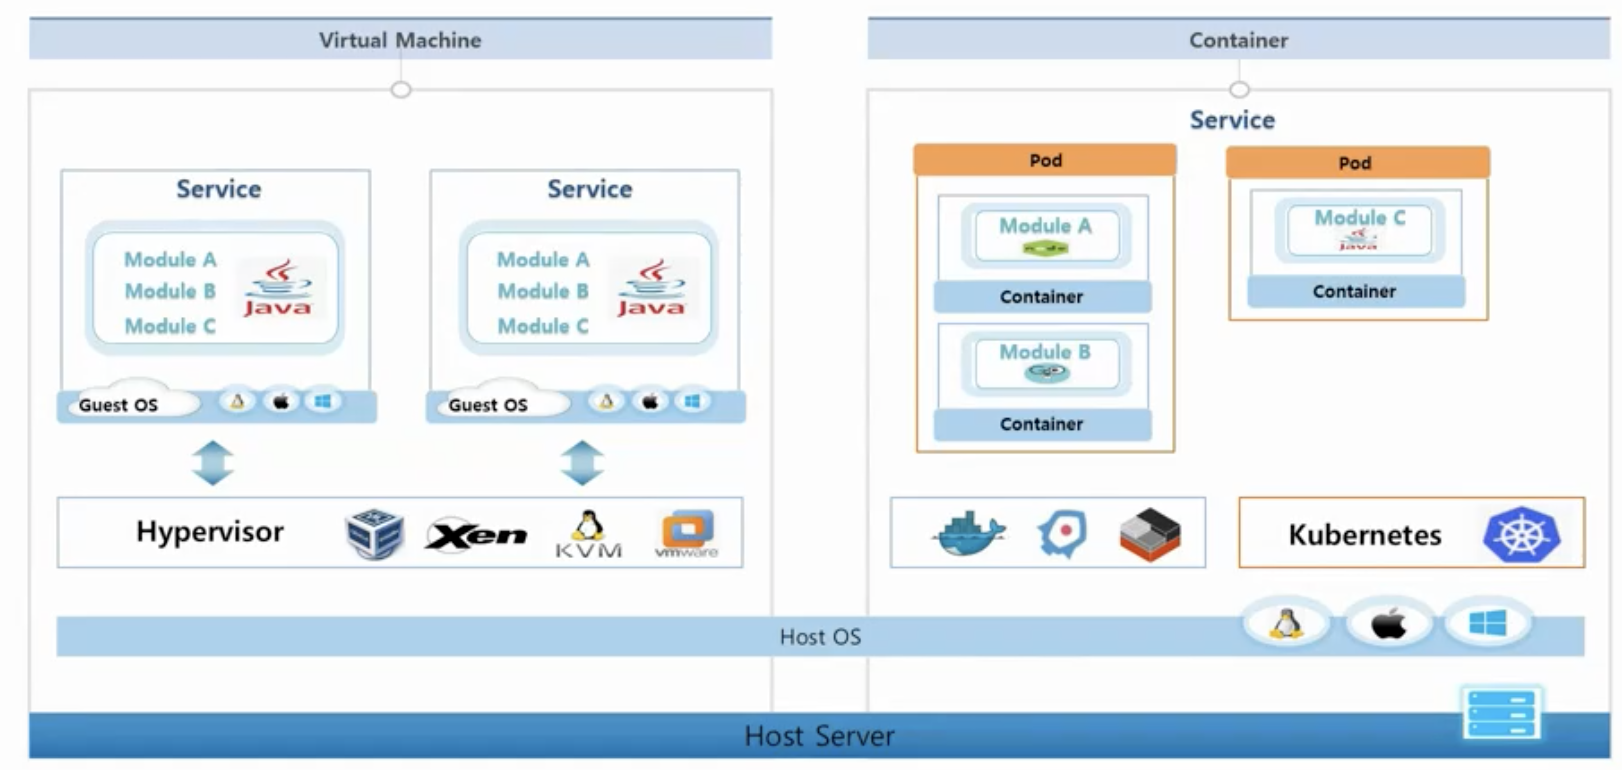 Virtual Machine
Container
Service
Module A
Module B
Module C
Java
Guest OS
Service
Module A
Module B
Module C
Java
Guest OS
Hypervisor
Xen
KVM
vmware
Service
Pod
Module A
node
Container
Module B
GO
Container
Pod
Module C
Java
Container
Kubernetes
Host OS
Host Server